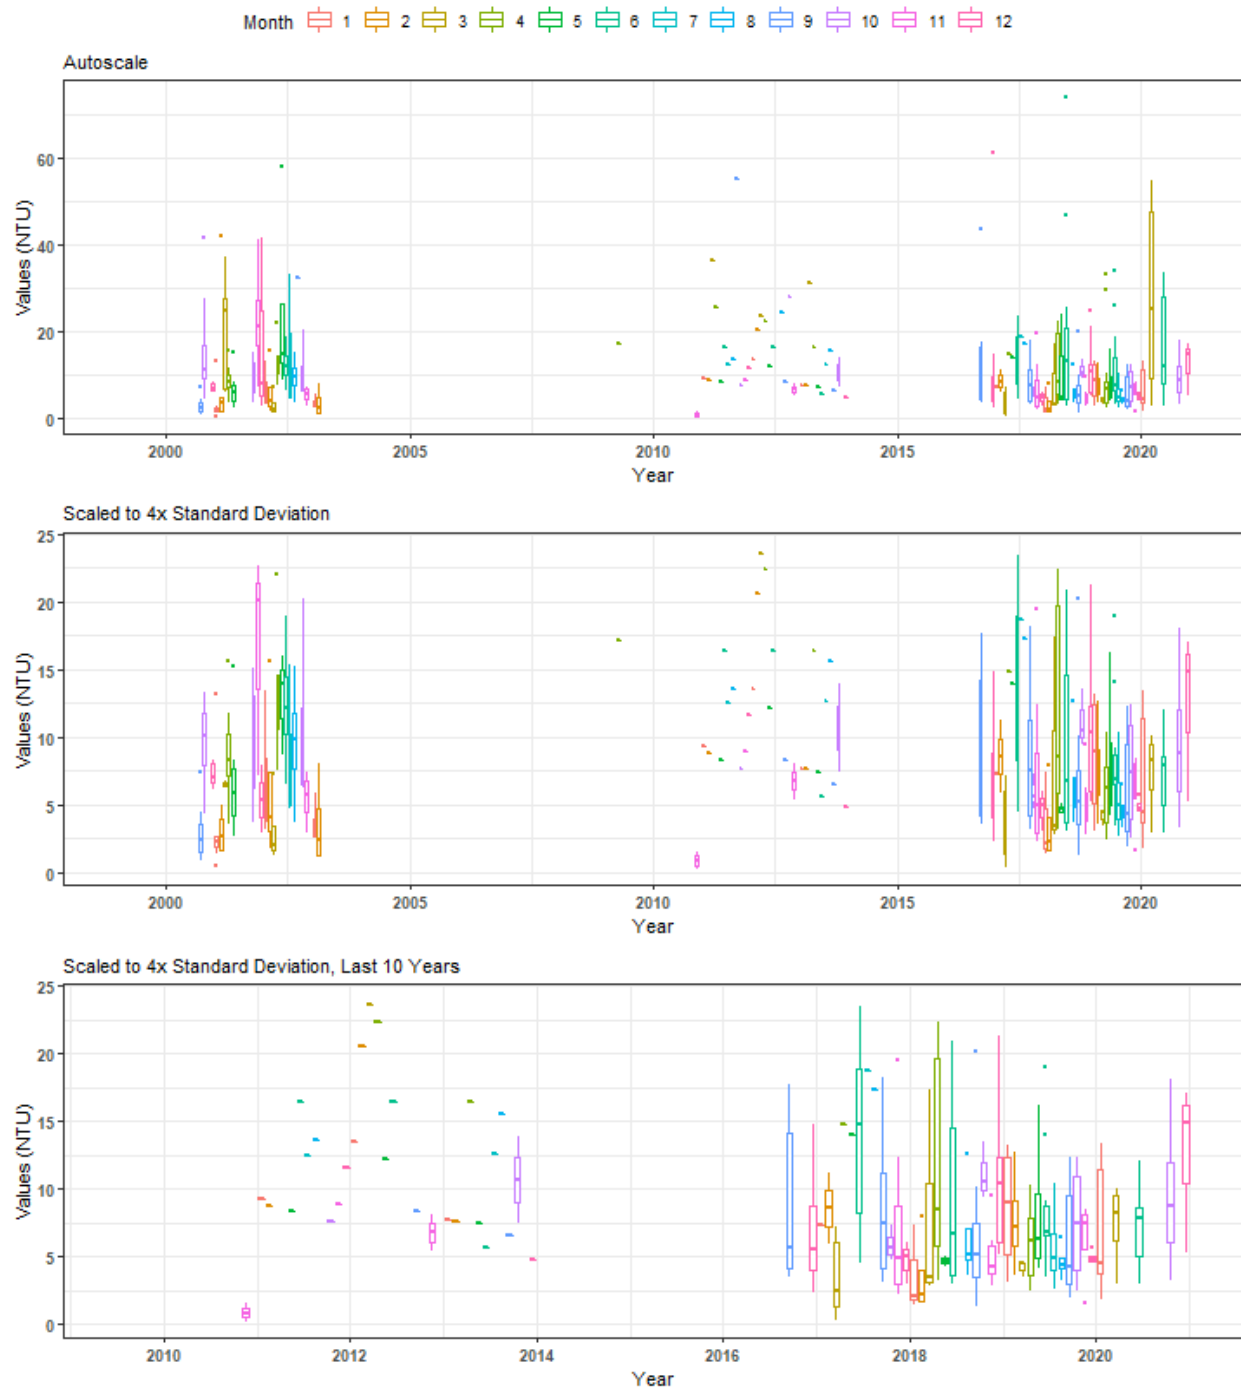 Month 1 2 3 4 5 6 7 8 9 10 11 12
Autoscale
60
40
20
0
Values (NTU)
2000 2005 2010 2015 2020
Year
Scaled to 4x Standard Deviation
25
20
15
10
5
0
Values (NTU)
2000 2005 2010 2015 2020
Year
Scaled to 4x Standard Deviation, Last 10 Years
25
20
15
10
5
0
Values (NTU)
2010 2012 2014 2016 2018 2020
Year